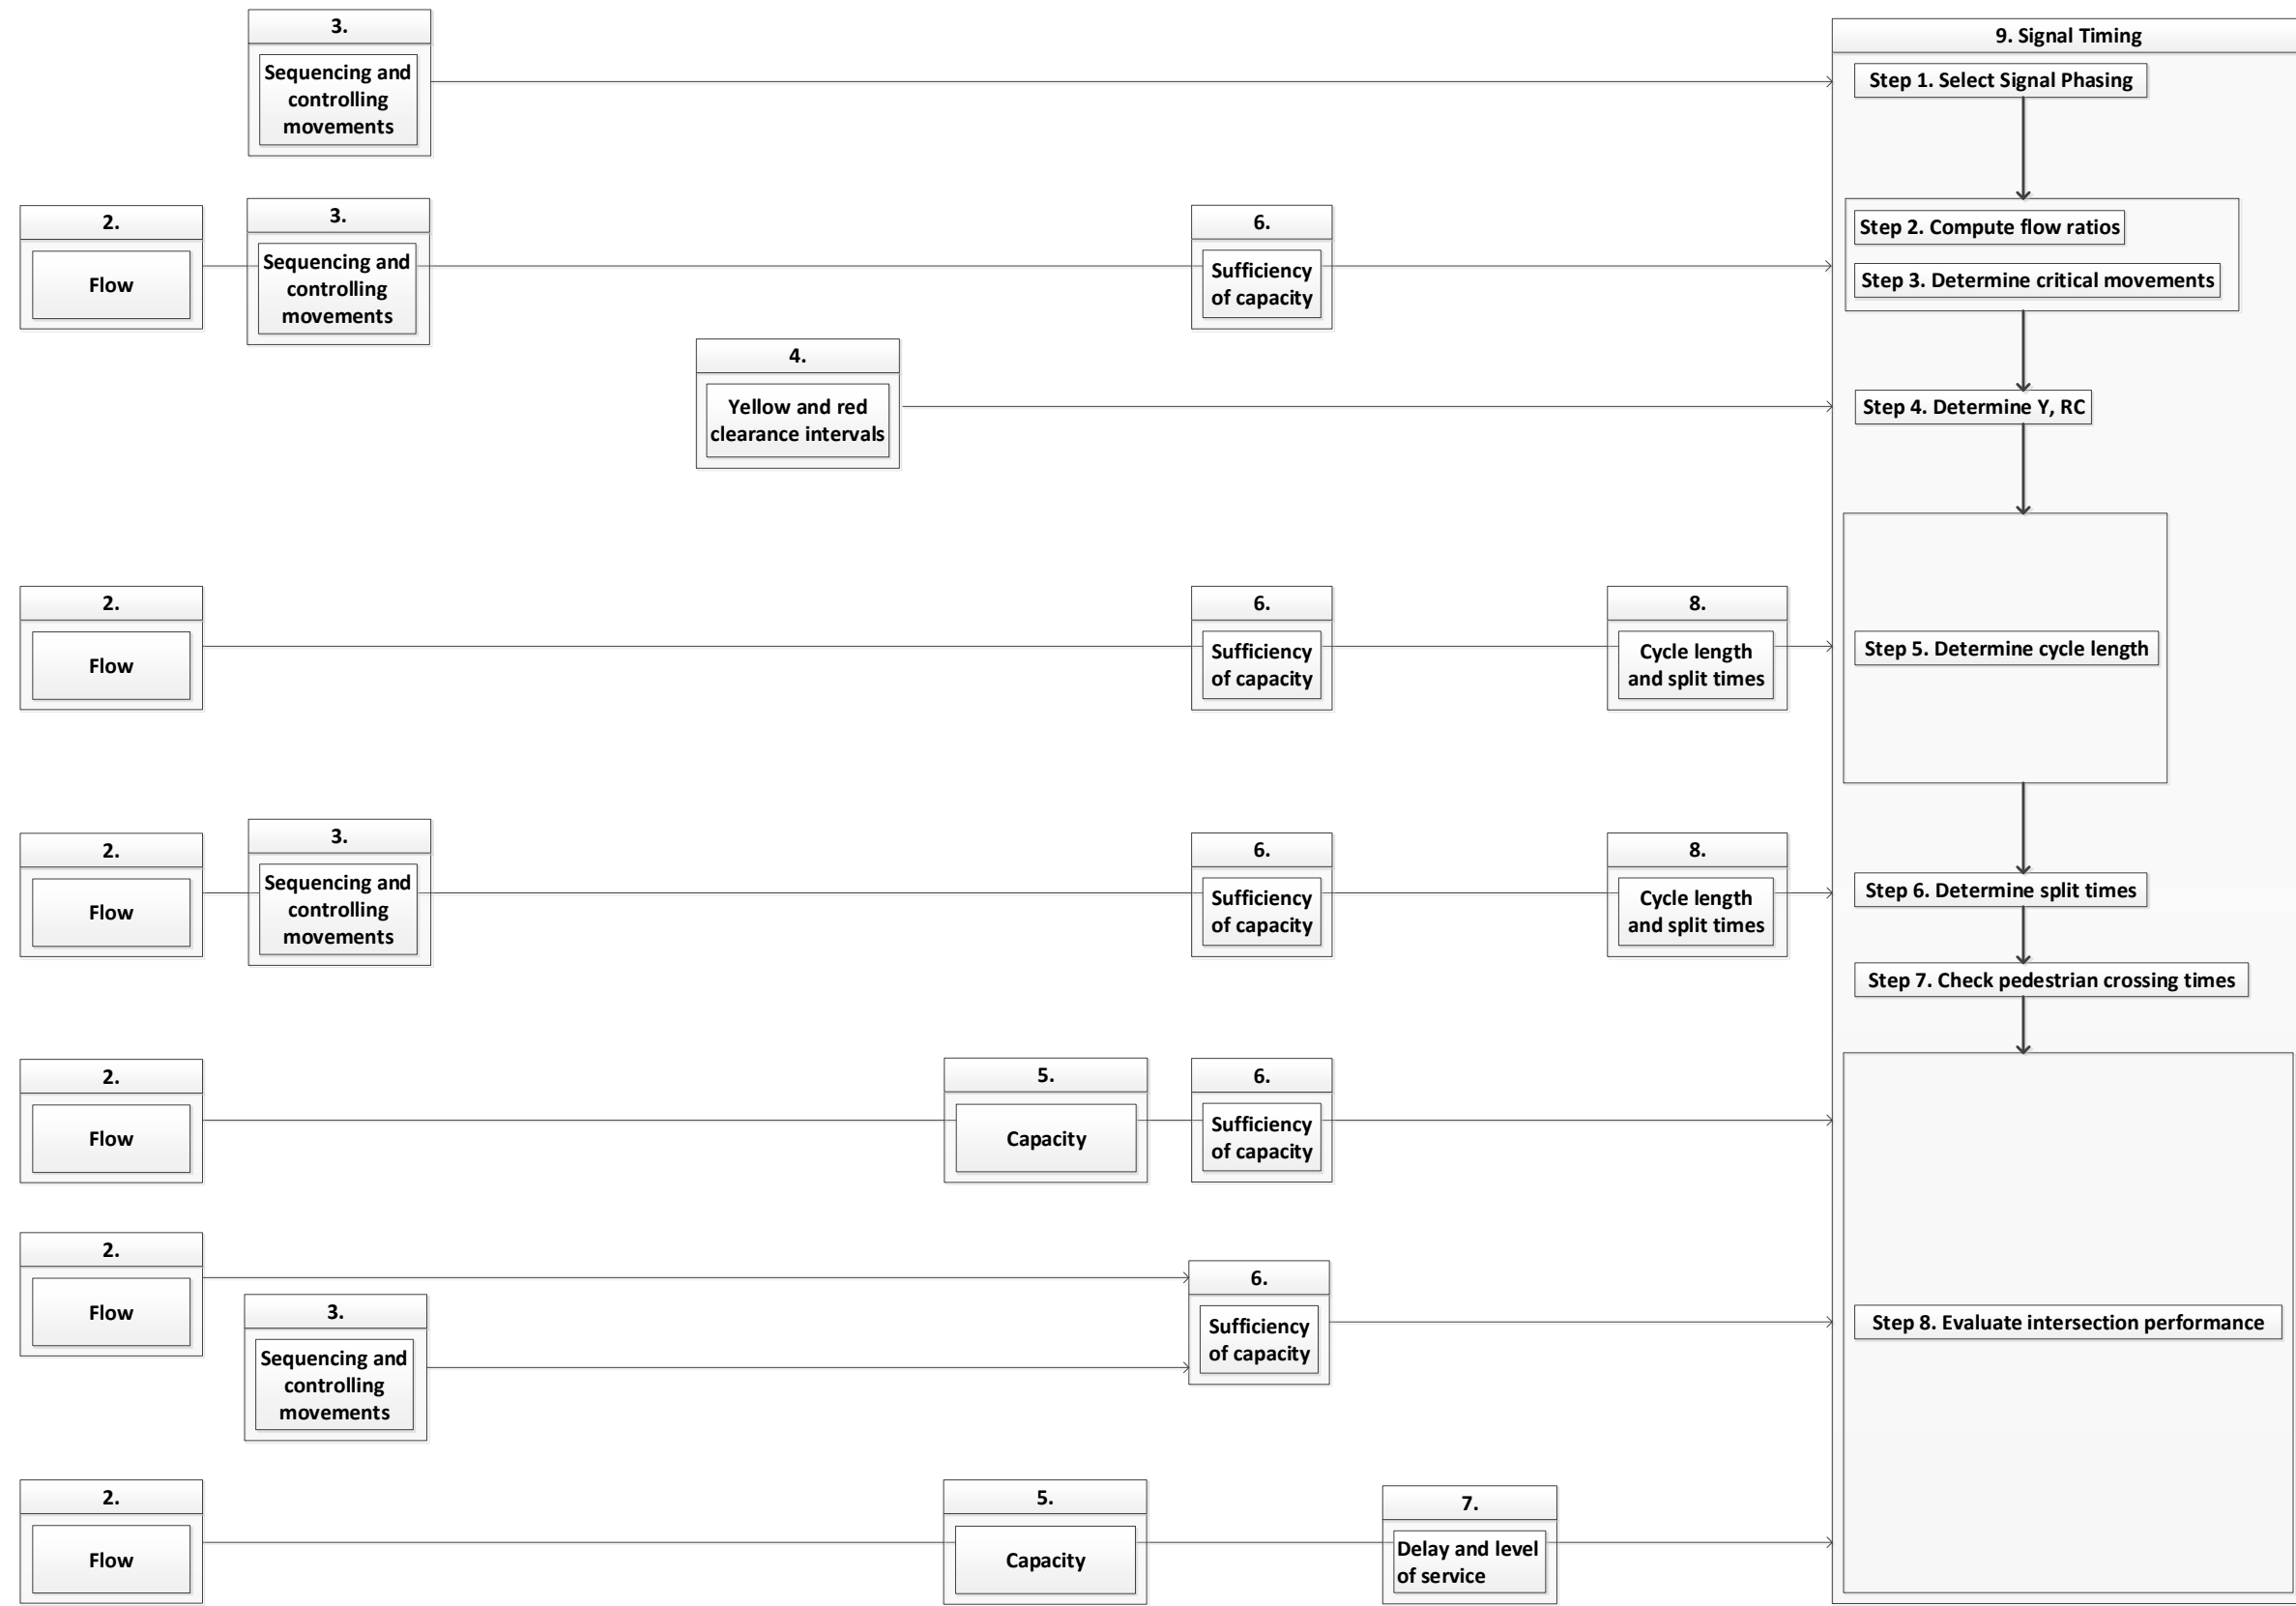 3.
Sequencing and
controlling
movements
9. Signal Timing
Step 1. Select Signal Phasing
2.
Flow
3.
Sequencing and
controlling
movements
6.
Sufficiency
of capacity
Step 2. Compute flow ratios
Step 3. Determine critical movements
4.
Yellow and red
clearance intervals
Step 4. Determine Y, RC
2.
Flow
6.
Sufficiency
of capacity
8.
Cycle length
and split times
Step 5. Determine cycle length
2.
Flow
3.
Sequencing and
controlling
movements
6.
Sufficiency
of capacity
8.
Cycle length
and split times
Step 6. Determine split times
Step 7. Check pedestrian crossing times
2.
Flow
5.
Capacity
6.
Sufficiency
of capacity
2.
Flow
3.
Sequencing and
controlling
movements
6.
Sufficiency
of capacity
Step 8. Evaluate intersection performance
2.
Flow
5.
Capacity
7.
Delay and level
of service